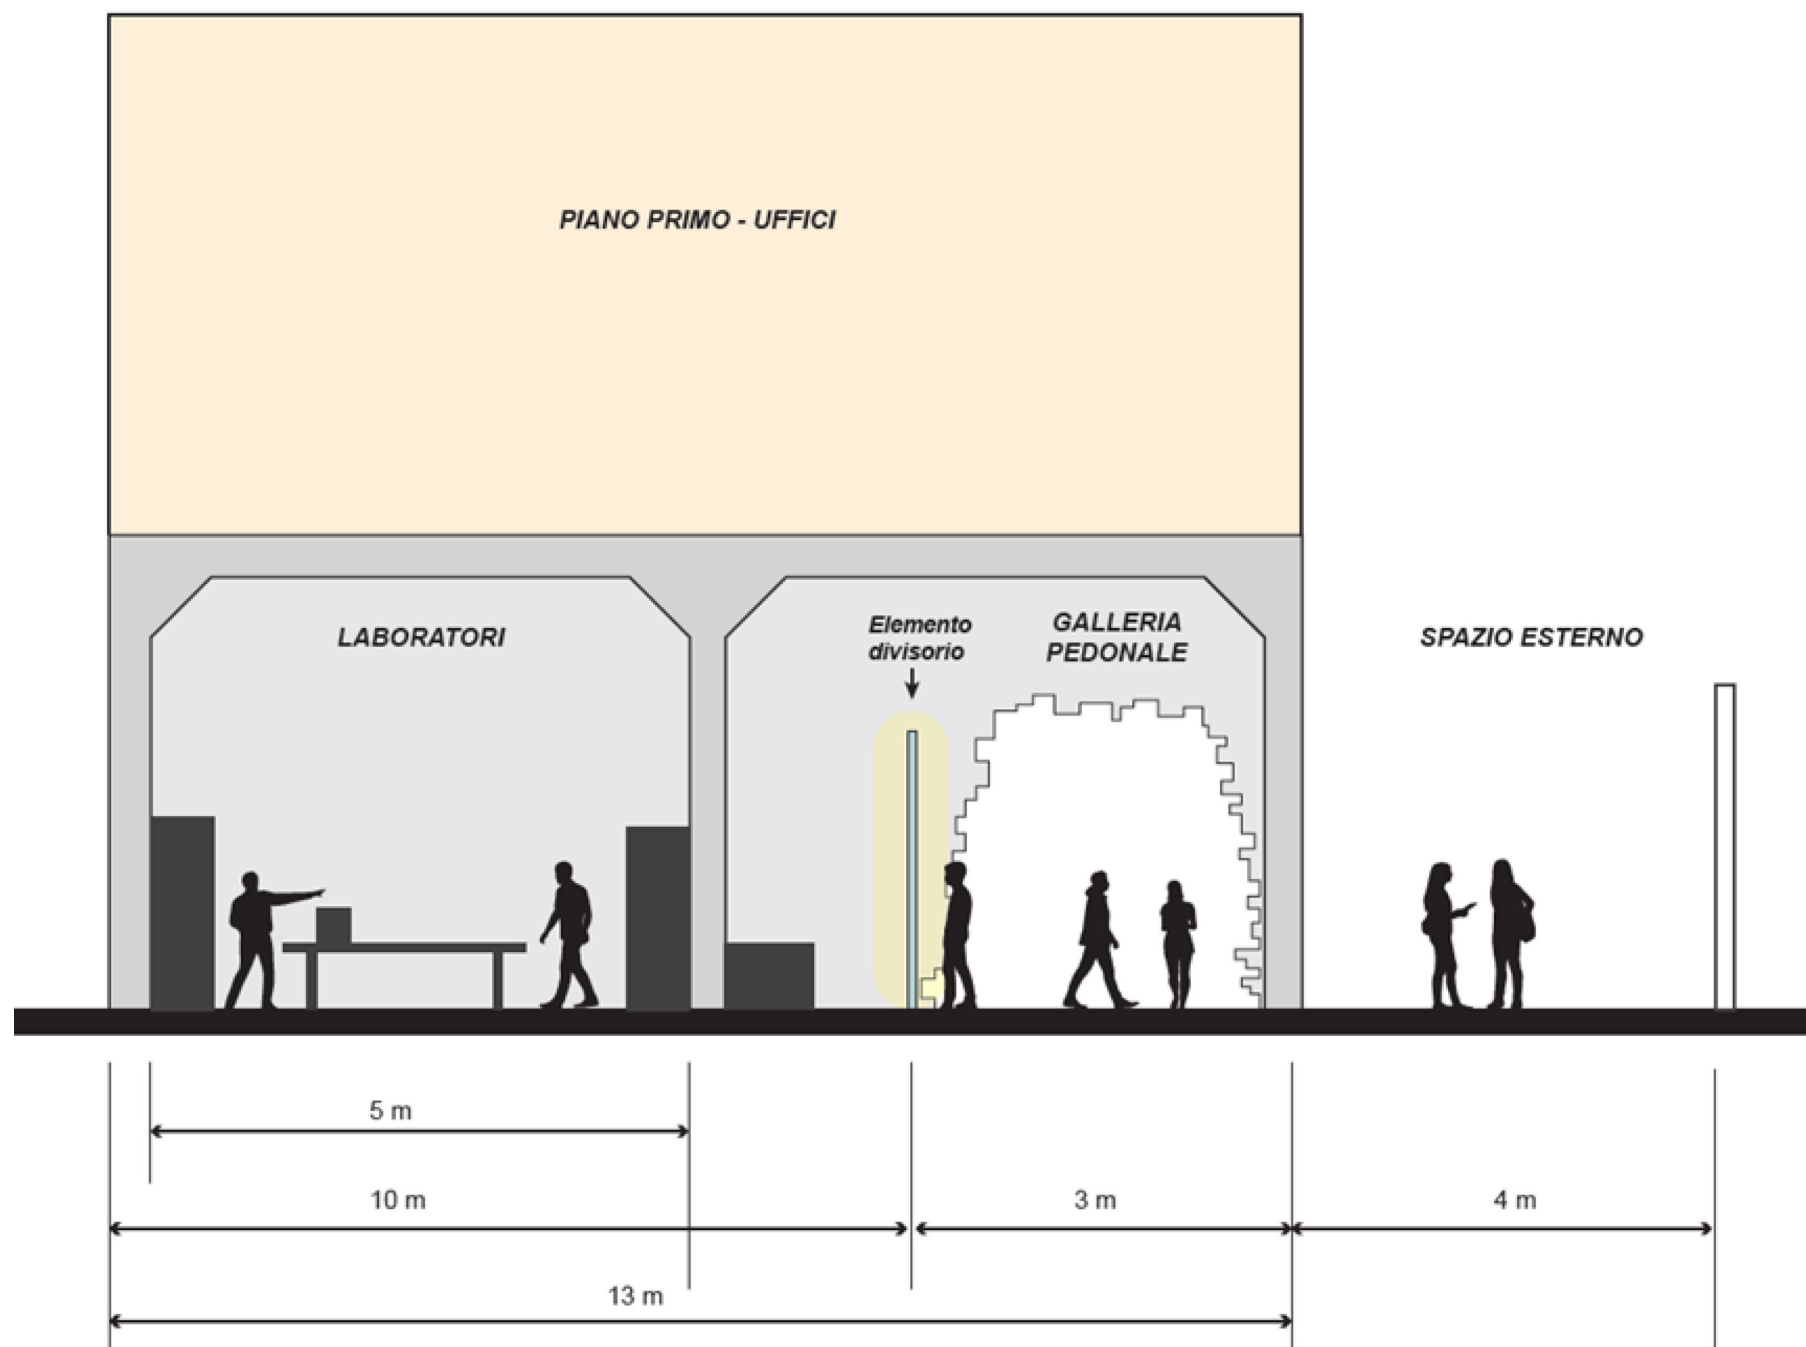 PIANO PRIMO - UFFICI
LABORATORI
Elemento
divisorio
GALLERIA
PEDONALE
SPAZIO ESTERNO
5 m
10 m
3 m
4 m
13 m